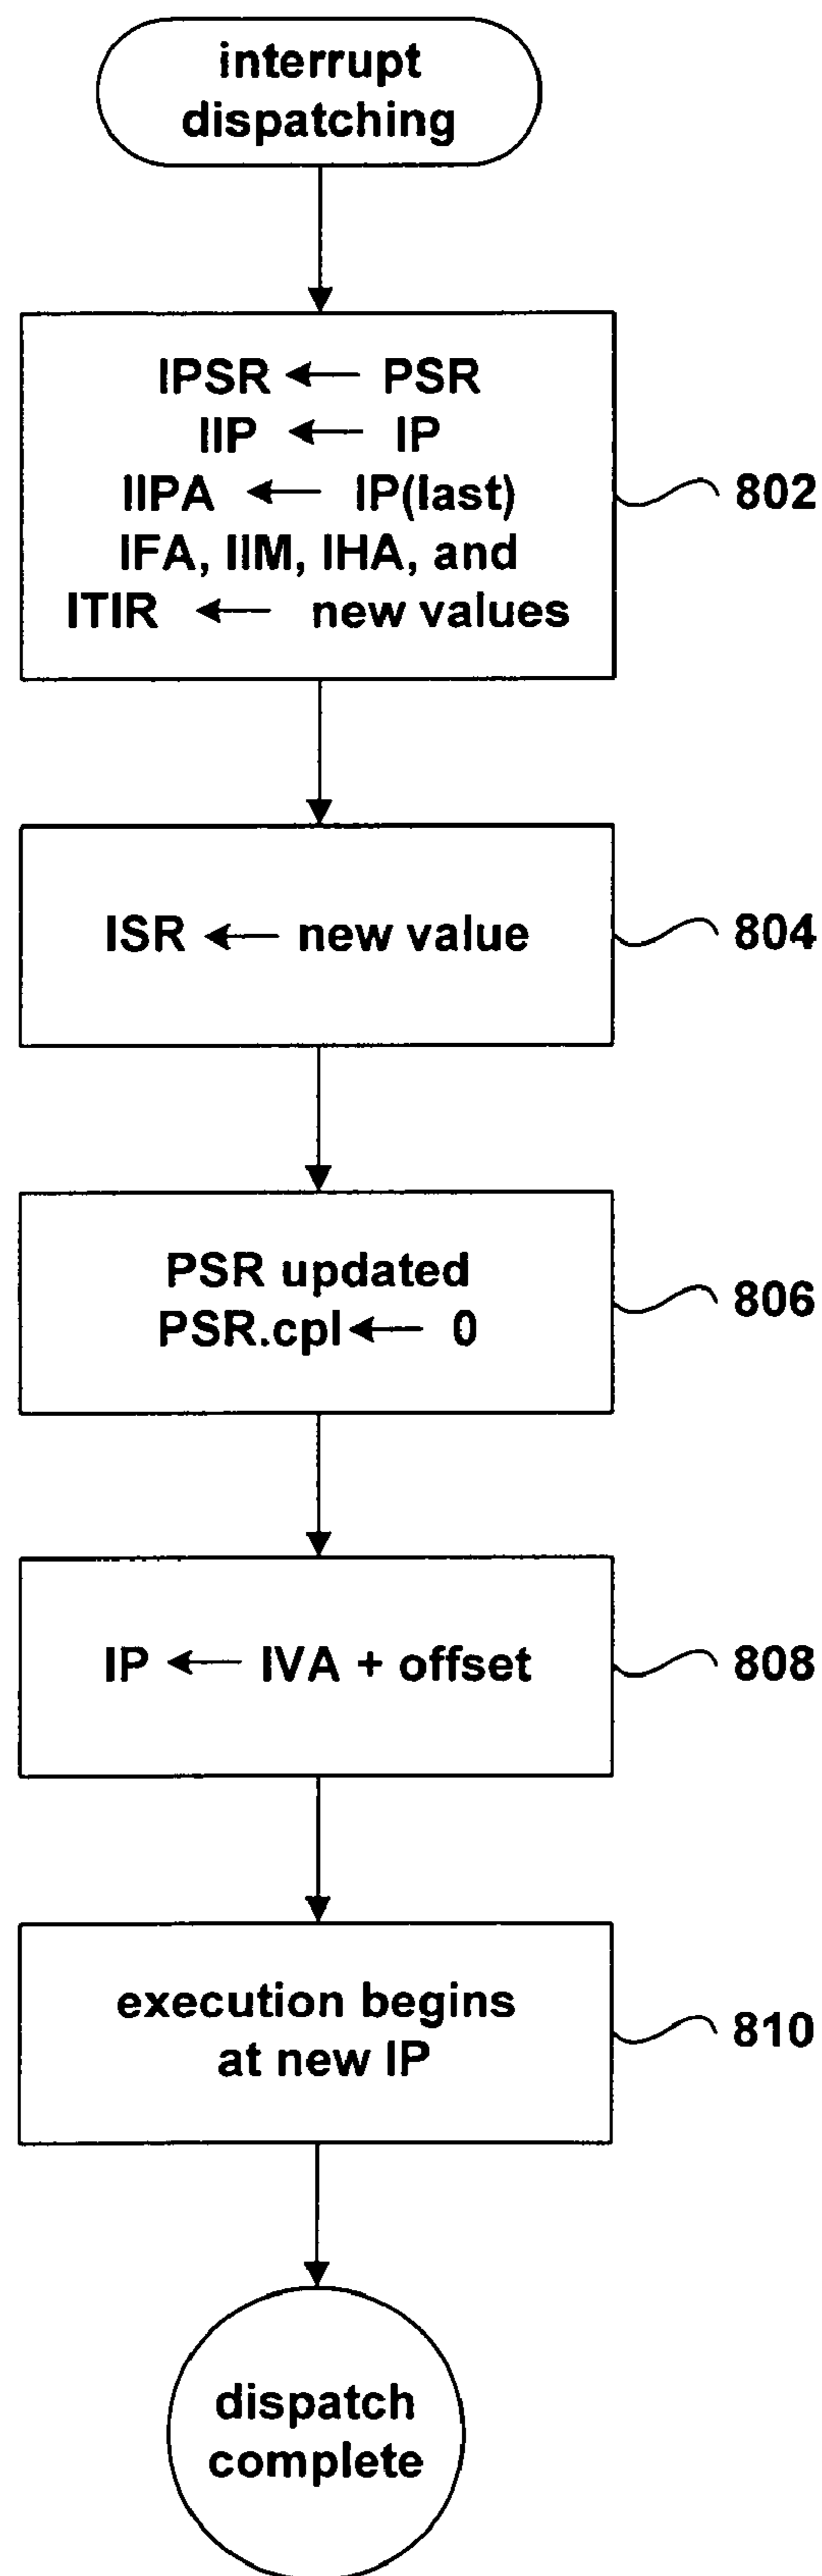 interrupt
dispatching
IPSR ← PSR
IIP ← IP
IIPA ← IP(last)
IFA, IIM, IHA, and
ITIR ← new values
802
ISR ← new value
804
PSR updated
PSR.cpl ← 0
806
IP ← IVA + offset
808
execution begins
at new IP
810
dispatch
complete